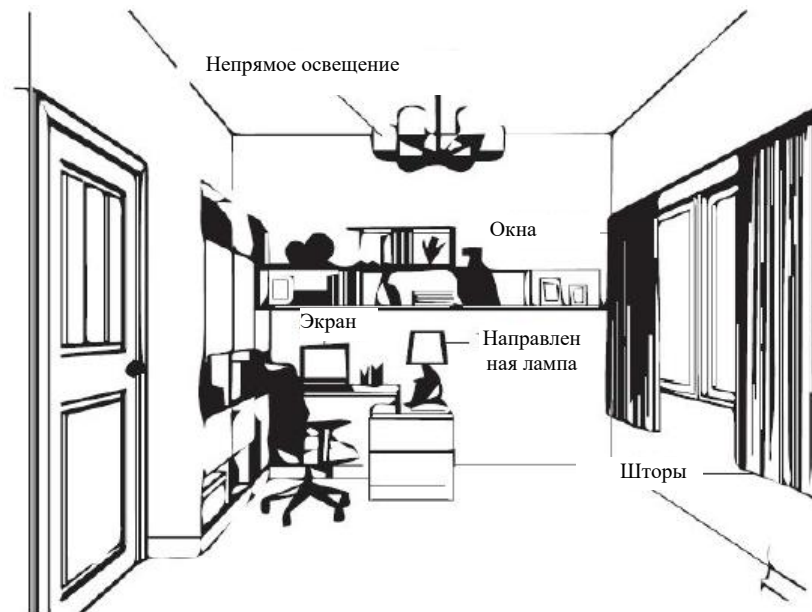 Непрямое освещение
Окна
Экран
Направлен
ная лампа
Шторы